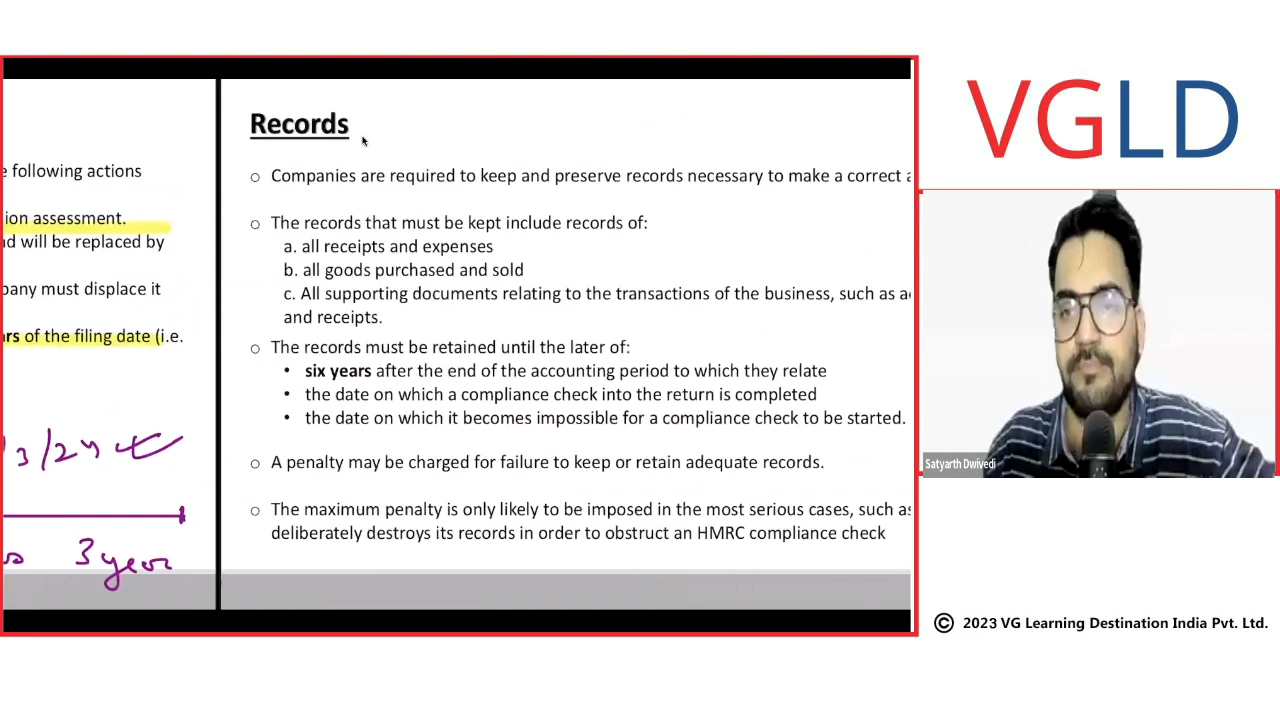 e following actions
ion assessment.
nd will be replaced by
pany must displace it
ars of the filing date (i.e.
3/24
3 year
Records
o Companies are required to keep and preserve records necessary to make a correct a
o The records that must be kept include records of:
a. all receipts and expenses
b. all goods purchased and sold
c. All supporting documents relating to the transactions of the business, such as a
and receipts.
o The records must be retained until the later of:
• six years after the end of the accounting period to which they relate
• the date on which a compliance check into the return is completed
• the date on which it becomes impossible for a compliance check to be started.
o A penalty may be charged for failure to keep or retain adequate records.
o The maximum penalty is only likely to be imposed in the most serious cases, such as
deliberately destroys its records in order to obstruct an HMRC compliance check
VGLD
Satyarth Dwivedi
© 2023 VG Learning Destination India Pvt. Ltd.